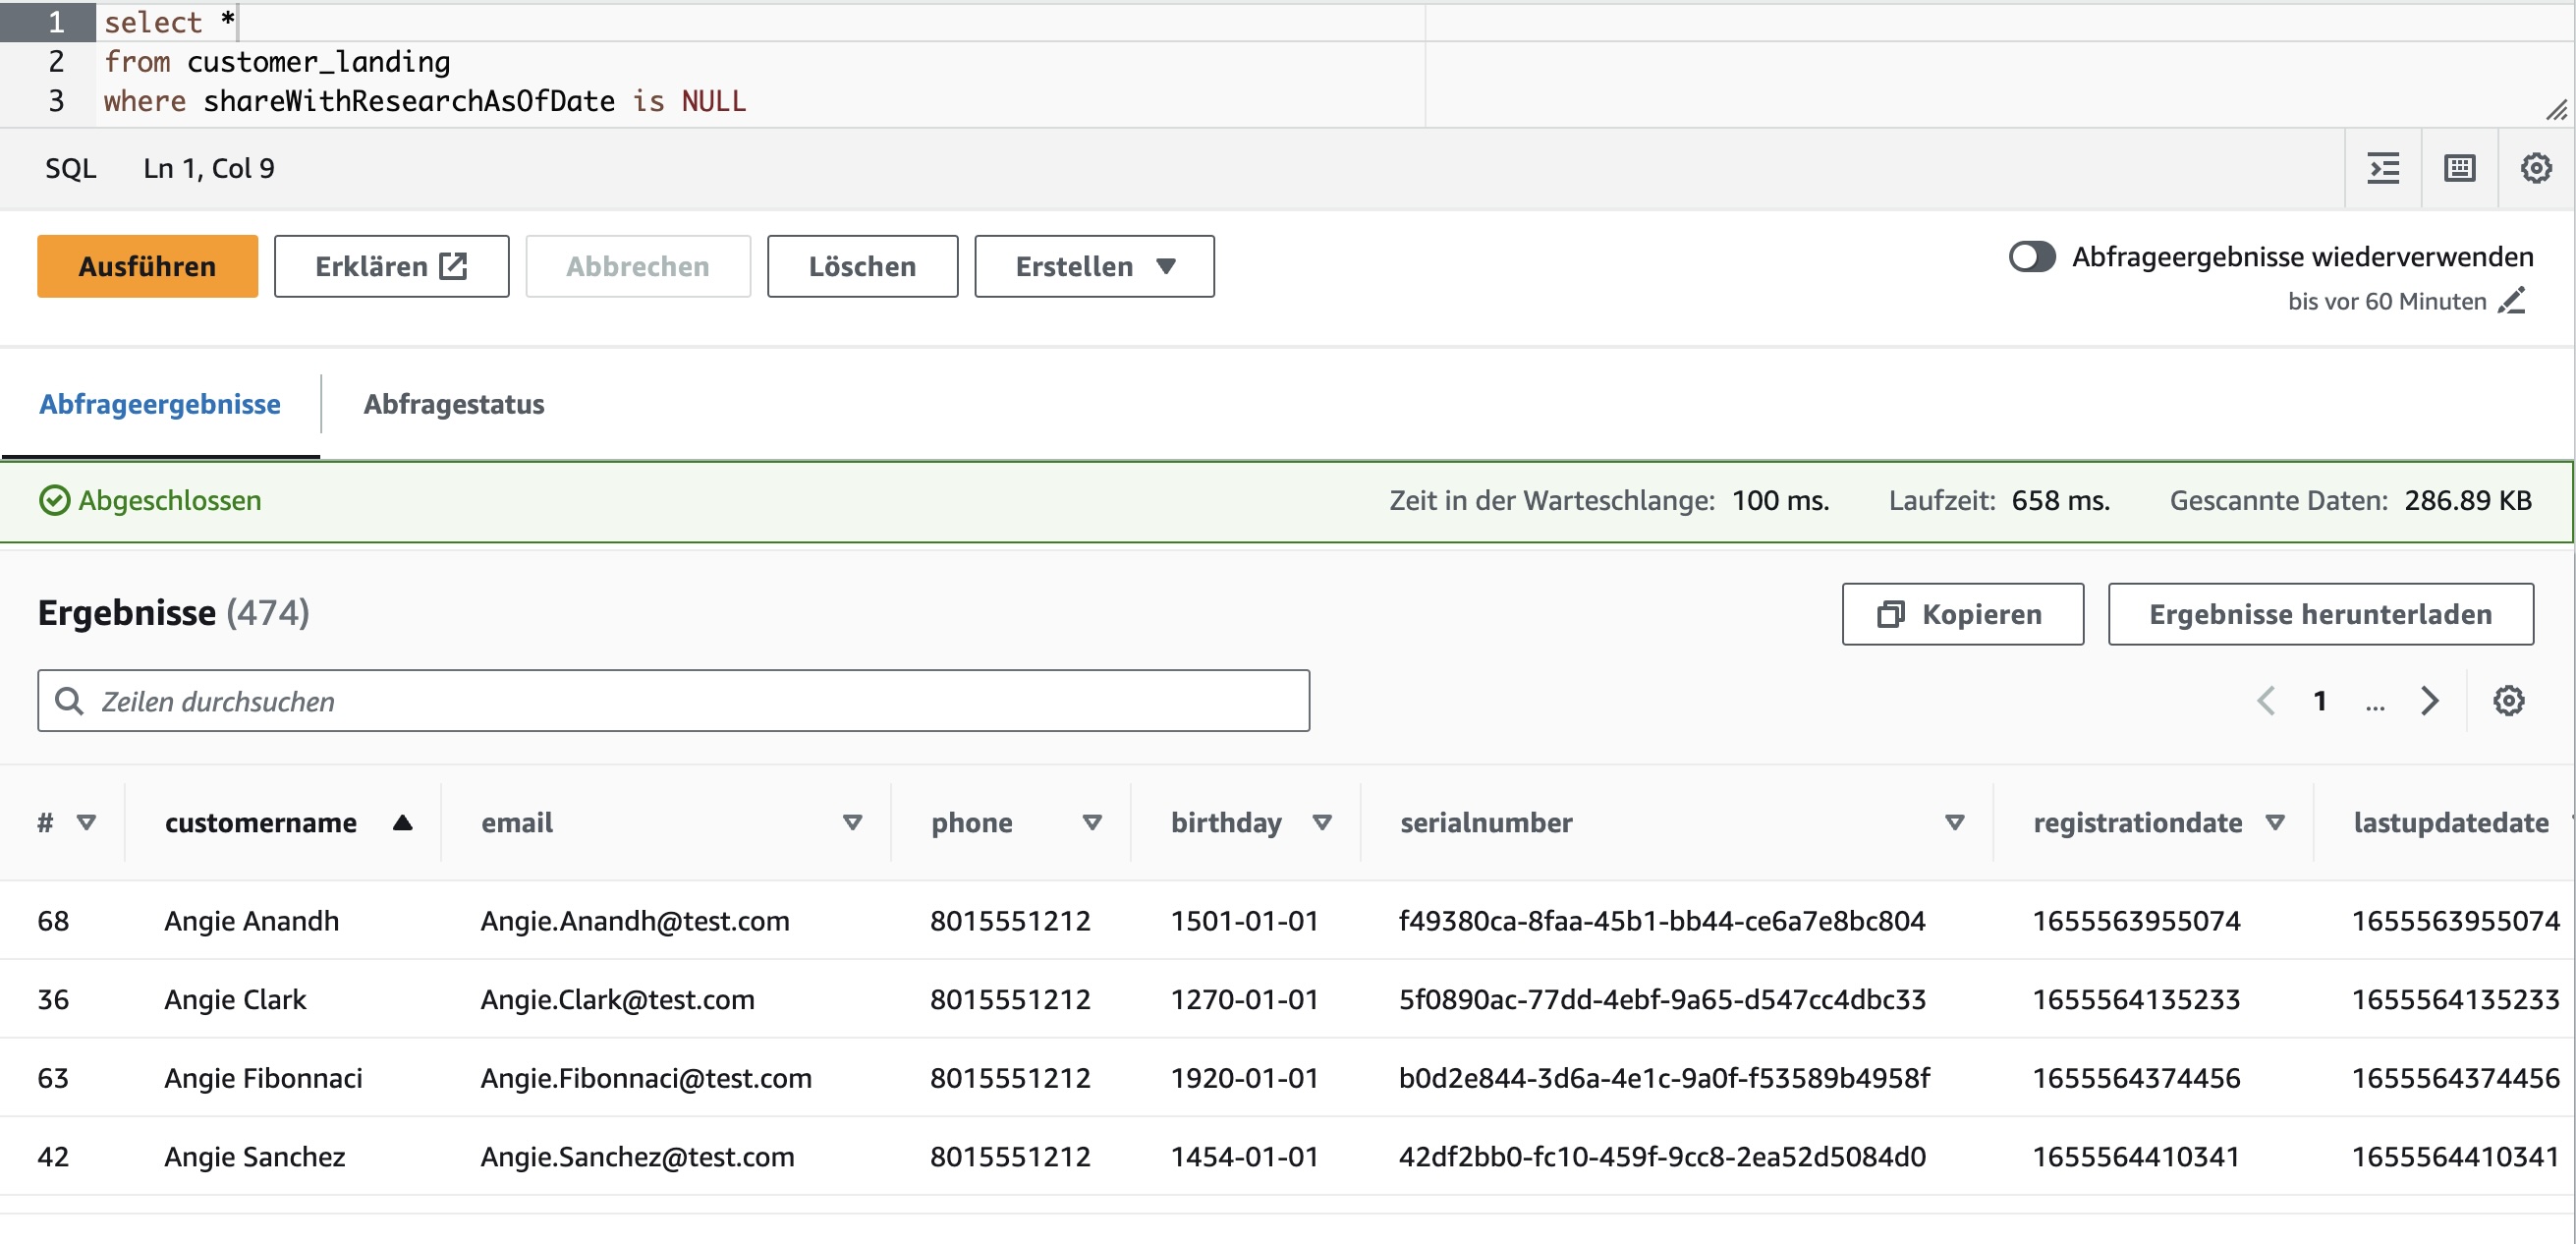 1 select *
2 from customer_landing
3 where shareWithResearchAsOfDate is NULL
SQL Ln 1, Col 9
Ausführen Erklären Abbrechen Löschen Erstellen Abfrageergebnisse wiederverwenden
bis vor 60 Minuten
Abfrageergebnisse Abfragestatus
Abgeschlossen Zeit in der Warteschlange: 100 ms. Laufzeit: 658 ms. Gescannte Daten: 286.89 KB
Ergebnisse (474) Kopieren Ergebnisse herunterladen
Zeilen durchsuchen 1 ...
# customername email phone birthday serialnumber registrationdate lastupdatedate
68 Angie Anandh Angie.Anandh@test.com 8015551212 1501-01-01 f49380ca-8faa-45b1-bb44-ce6a7e8bc804 1655563955074 1655563955074
36 Angie Clark Angie.Clark@test.com 8015551212 1270-01-01 5f0890ac-77dd-4ebf-9a65-d547cc4dbc33 1655564135233 1655564135233
63 Angie Fibonnaci Angie.Fibonnaci@test.com 8015551212 1920-01-01 b0d2e844-3d6a-4e1c-9a0f-f53589b4958f 1655564374456 1655564374456
42 Angie Sanchez Angie.Sanchez@test.com 8015551212 1454-01-01 42df2bb0-fc10-459f-9cc8-2ea52d5084d0 1655564410341 1655564410341